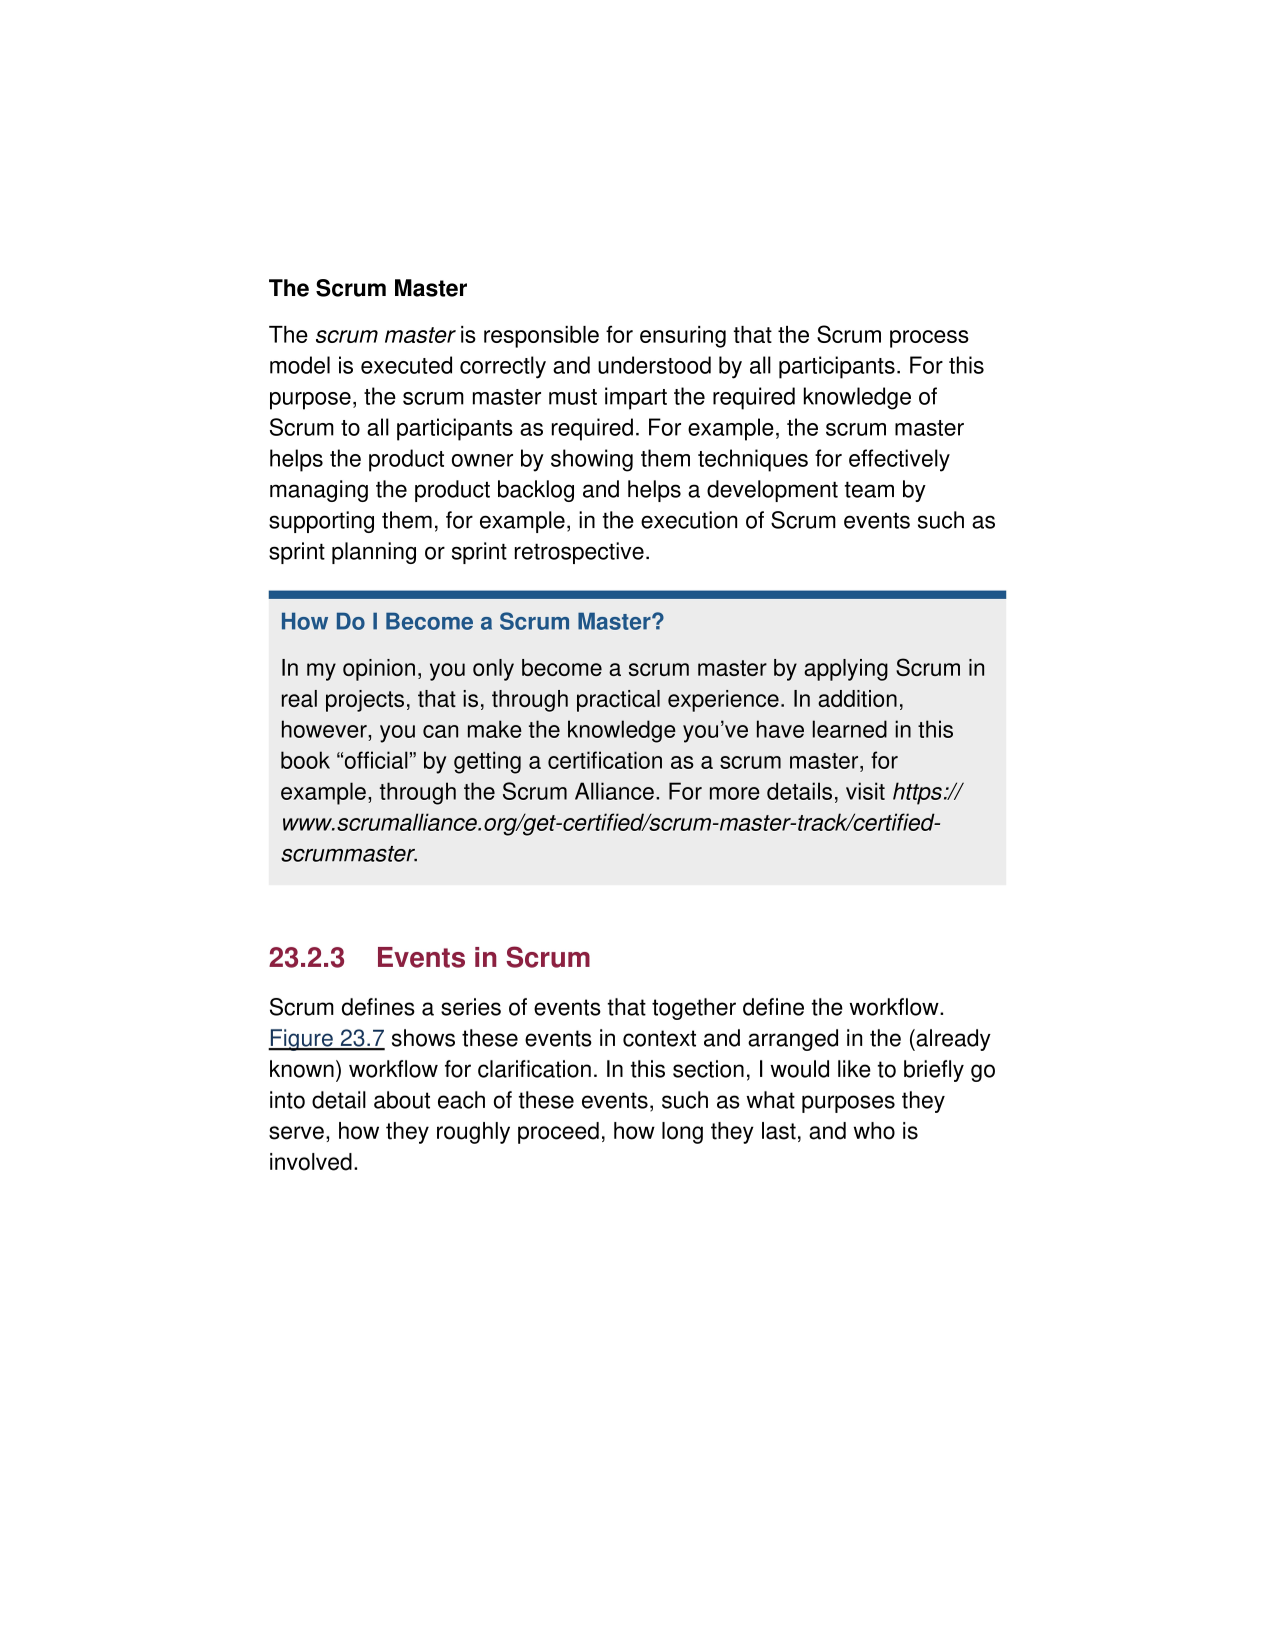 The Scrum Master
The scrum master is responsible for ensuring that the Scrum process
model is executed correctly and understood by all participants. For this
purpose, the scrum master must impart the required knowledge of
Scrum to all participants as required. For example, the scrum master
helps the product owner by showing them techniques for effectively
managing the product backlog and helps a development team by
supporting them, for example, in the execution of Scrum events such as
sprint planning or sprint retrospective.
How Do I Become a Scrum Master?
In my opinion, you only become a scrum master by applying Scrum in
real projects, that is, through practical experience. In addition,
however, you can make the knowledge you’ve have learned in this
book “official” by getting a certification as a scrum master, for
example, through the Scrum Alliance. For more details, visit https://
www.scrumalliance.org/get-certified/scrum-master-track/certified-
scrummaster.
23.2.3 Events in Scrum
Scrum defines a series of events that together define the workflow.
Figure 23.7 shows these events in context and arranged in the (already
known) workflow for clarification. In this section, I would like to briefly go
into detail about each of these events, such as what purposes they
serve, how they roughly proceed, how long they last, and who is
involved.